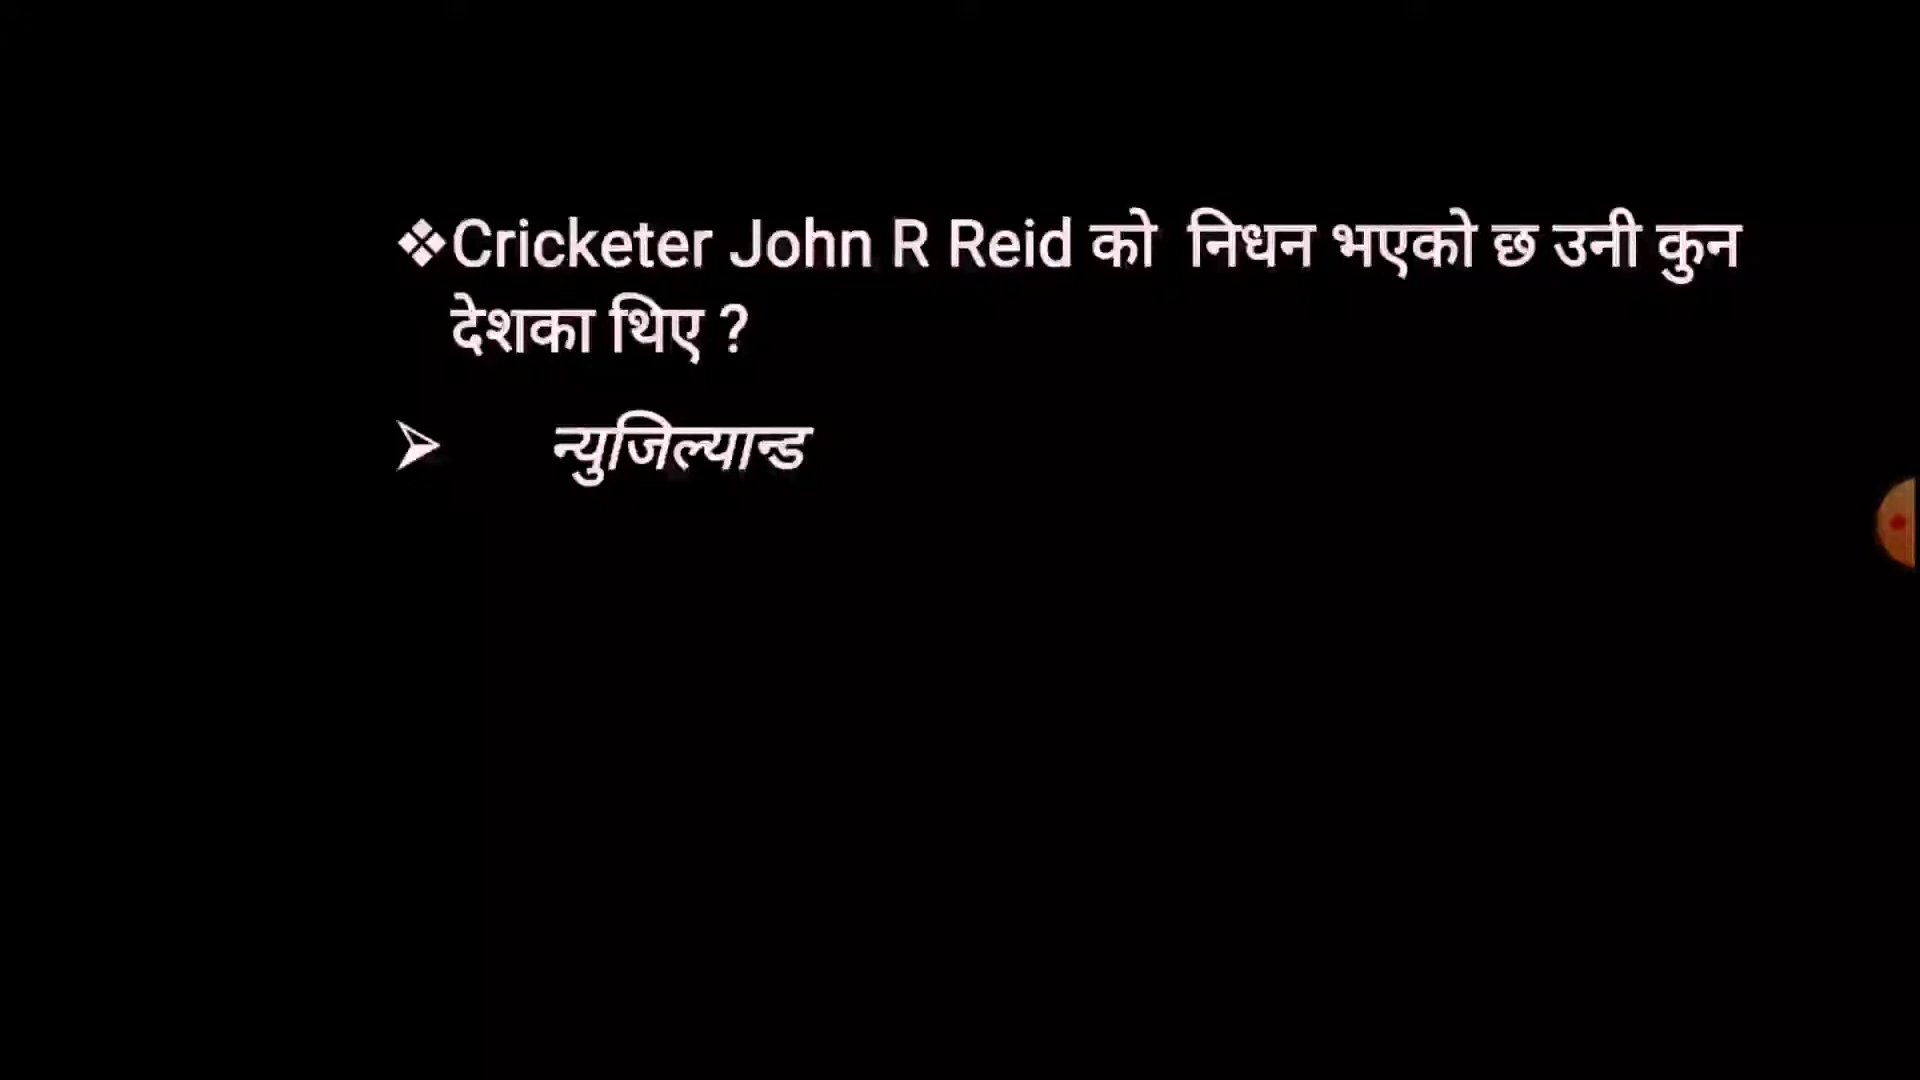 ❖Cricketer John R Reid को निधन भएको छ उनी कुन
देशका थिए ?
➢ न्युजिल्यान्ड